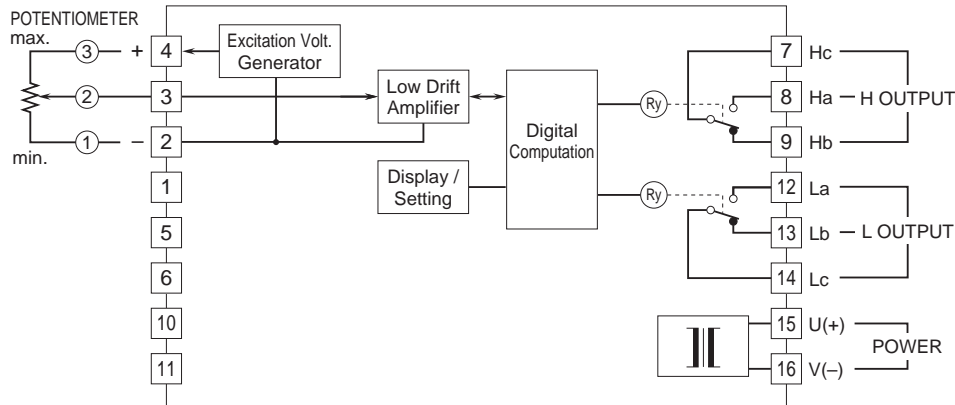 POTENTIOMETER
max.
3 + 4
2 3
1 − 2
min.
1
5
6
10
11
Excitation Volt.
Generator
Low Drift
Amplifier
Display /
Setting
Digital
Computation
Ry
Ry
7 Hc
8 Ha H OUTPUT
9 Hb
12 La
13 Lb L OUTPUT
14 Lc
15 U(+)
POWER
16 V(–)